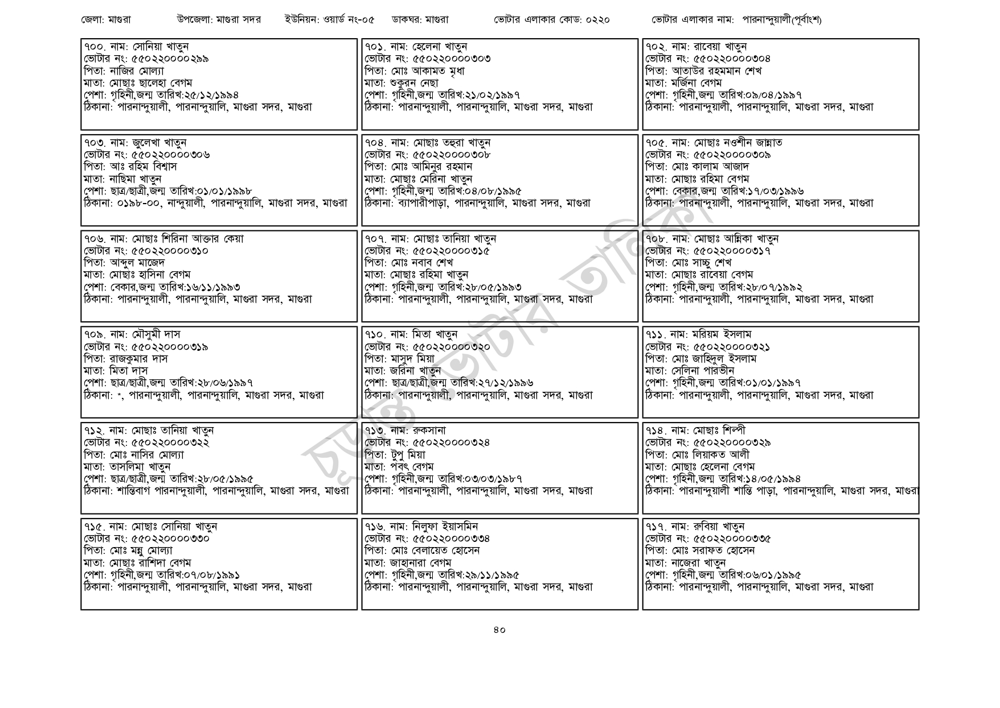 জেলা: মাগুরা উপজেলা: মাগুরা সদর ইউনিয়ন: ওয়ার্ড নং-০৫ ডাকঘর: মাগুরা ভোটার এলাকার কোড: ০২২০ ভোটার এলাকার নাম: পারনান্দুয়ালী(পূর্বাংশ)
৭০০. নাম: সোনিয়া খাতুন
ভোটার নং: ৫৫০২২০০০০২৯৯
পিতা: নাজির মোল্যা
মাতা: মোছাঃ ছালেহা বেগম
পেশা: গৃহিনী,জন্ম তারিখ:২৫/১২/১৯৯৪
ঠিকানা: পারনান্দুয়ালী, পারনান্দুয়ালি, মাগুরা সদর, মাগুরা
৭০১. নাম: হেলেনা খাতুন
ভোটার নং: ৫৫০২২০০০০৩০৩
পিতা: মোঃ আকামত মৃধা
মাতা: শুকুরন নেছা
পেশা: গৃহিনী,জন্ম তারিখ:২১/০২/১৯৯৭
ঠিকানা: পারনান্দুয়ালী, পারনান্দুয়ালি, মাগুরা সদর, মাগুরা
৭০২. নাম: রাবেয়া খাতুন
ভোটার নং: ৫৫০২২০০০০৩০৪
পিতা: আতাউর রহমমান শেখ
মাতা: মর্জিনা বেগম
পেশা: গৃহিনী,জন্ম তারিখ:০৯/০৪/১৯৯৭
ঠিকানা: পারনান্দুয়ালী, পারনান্দুয়ালি, মাগুরা সদর, মাগুরা
৭০৩. নাম: জুলেখা খাতুন
ভোটার নং: ৫৫০২২০০০০৩০৬
পিতা: আঃ রহিম বিশ্বাস
মাতা: নাছিমা খাতুন
পেশা: ছাত্র/ছাত্রী,জন্ম তারিখ:০১/০১/১৯৯৮
ঠিকানা: ০১৯৮-০০, নান্দুয়ালী, পারনান্দুয়ালি, মাগুরা সদর, মাগুরা
৭০৪. নাম: মোছাঃ তহুরা খাতুন
ভোটার নং: ৫৫০২২০০০০৩০৮
পিতা: মোঃ আমিনুর রহমান
মাতা: মোছাঃ মেরিনা খাতুন
পেশা: গৃহিনী,জন্ম তারিখ:০৪/০৮/১৯৯৫
ঠিকানা: ব্যাপারীপাড়া, পারনান্দুয়ালি, মাগুরা সদর, মাগুরা
৭০৫. নাম: মোছাঃ নওশীন জান্নাত
ভোটার নং: ৫৫০২২০০০০৩০৯
পিতা: মোঃ কালাম আজাদ
মাতা: মোছাঃ রহিমা বেগম
পেশা: বেকার,জন্ম তারিখ:১৭/০৩/১৯৯৬
ঠিকানা: পারনান্দুয়ালী, পারনান্দুয়ালি, মাগুরা সদর, মাগুরা
৭০৬. নাম: মোছাঃ শিরিনা আক্তার কেয়া
ভোটার নং: ৫৫০২২০০০০৩১০
পিতা: আব্দুল মাজেদ
মাতা: মোছাঃ হাসিনা বেগম
পেশা: বেকার,জন্ম তারিখ:১৬/১১/১৯৯৩
ঠিকানা: পারনান্দুয়ালী, পারনান্দুয়ালি, মাগুরা সদর, মাগুরা
৭০৭. নাম: মোছাঃ তানিয়া খাতুন
ভোটার নং: ৫৫০২২০০০০৩১৫
পিতা: মোঃ নবাব শেখ
মাতা: মোছাঃ রহিমা খাতুন
পেশা: গৃহিনী,জন্ম তারিখ:২৮/০৫/১৯৯৩
ঠিকানা: পারনান্দুয়ালী, পারনান্দুয়ালি, মাগুরা সদর, মাগুরা
৭০৮. নাম: মোছাঃ আন্নিকা খাতুন
ভোটার নং: ৫৫০২২০০০০৩১৭
পিতা: মোঃ সাচ্চু শেখ
মাতা: মোছাঃ রাবেয়া বেগম
পেশা: গৃহিনী,জন্ম তারিখ:২৮/০৭/১৯৯২
ঠিকানা: পারনান্দুয়ালী, পারনান্দুয়ালি, মাগুরা সদর, মাগুরা
৭০৯. নাম: মৌসুমী দাস
ভোটার নং: ৫৫০২২০০০০৩১৯
পিতা: রাজকুমার দাস
মাতা: মিতা দাস
পেশা: ছাত্র/ছাত্রী,জন্ম তারিখ:২৮/০৬/১৯৯৭
ঠিকানা: *, পারনান্দুয়ালী, পারনান্দুয়ালি, মাগুরা সদর, মাগুরা
৭১০. নাম: মিতা খাতুন
ভোটার নং: ৫৫০২২০০০০৩২০
পিতা: মাসুদ মিয়া
মাতা: জরিনা খাতুন
পেশা: ছাত্র/ছাত্রী,জন্ম তারিখ:২৭/১২/১৯৯৬
ঠিকানা: পারনান্দুয়ালী, পারনান্দুয়ালি, মাগুরা সদর, মাগুরা
৭১১. নাম: মরিয়ম ইসলাম
ভোটার নং: ৫৫০২২০০০০৩২১
পিতা: মোঃ জাহিদুল ইসলাম
মাতা: সেলিনা পারভীন
পেশা: গৃহিনী,জন্ম তারিখ:০১/০১/১৯৯৭
ঠিকানা: পারনান্দুয়ালী, পারনান্দুয়ালি, মাগুরা সদর, মাগুরা
৭১২. নাম: মোছাঃ তানিয়া খাতুন
ভোটার নং: ৫৫০২২০০০০৩২২
পিতা: মোঃ নাসির মোল্যা
মাতা: তাসলিমা খাতুন
পেশা: ছাত্র/ছাত্রী,জন্ম তারিখ:২৮/০৫/১৯৯৫
ঠিকানা: শান্তিবাগ পারনান্দুয়ালী, পারনান্দুয়ালি, মাগুরা সদর, মাগুরা
৭১৩. নাম: রুকসানা
ভোটার নং: ৫৫০২২০০০০৩২৪
পিতা: টুপু মিয়া
মাতা: পবৎ বেগম
পেশা: গৃহিনী,জন্ম তারিখ:০৩/০৩/১৯৮৭
ঠিকানা: পারনান্দুয়ালী, পারনান্দুয়ালি, মাগুরা সদর, মাগুরা
৭১৪. নাম: মোছাঃ শিল্পী
ভোটার নং: ৫৫০২২০০০০৩২৯
পিতা: মোঃ লিয়াকত আলী
মাতা: মোছাঃ হেলেনা বেগম
পেশা: গৃহিনী,জন্ম তারিখ:১৪/০৫/১৯৯৪
ঠিকানা: পারনান্দুয়ালী শান্তি পাড়া, পারনান্দুয়ালি, মাগুরা সদর, মাগুরা
৭১৫. নাম: মোছাঃ সোনিয়া খাতুন
ভোটার নং: ৫৫০২২০০০০৩৩০
পিতা: মোঃ মন্নু মোল্যা
মাতা: মোছাঃ রাশিদা বেগম
পেশা: গৃহিনী,জন্ম তারিখ:০৭/০৮/১৯৯১
ঠিকানা: পারনান্দুয়ালী, পারনান্দুয়ালি, মাগুরা সদর, মাগুরা
৭১৬. নাম: নিলুফা ইয়াসমিন
ভোটার নং: ৫৫০২২০০০০৩৩৪
পিতা: মোঃ বেলায়েত হোসেন
মাতা: জাহানারা বেগম
পেশা: গৃহিনী,জন্ম তারিখ:২৯/১১/১৯৯৫
ঠিকানা: পারনান্দুয়ালী, পারনান্দুয়ালি, মাগুরা সদর, মাগুরা
৭১৭. নাম: রুবিয়া খাতুন
ভোটার নং: ৫৫০২২০০০০৩৩৫
পিতা: মোঃ সরাফত হোসেন
মাতা: নাজেরা খাতুন
পেশা: গৃহিনী,জন্ম তারিখ:০৬/০১/১৯৯৫
ঠিকানা: পারনান্দুয়ালী, পারনান্দুয়ালি, মাগুরা সদর, মাগুরা
চূড়ান্ত ভোটার তালিকা
৪০